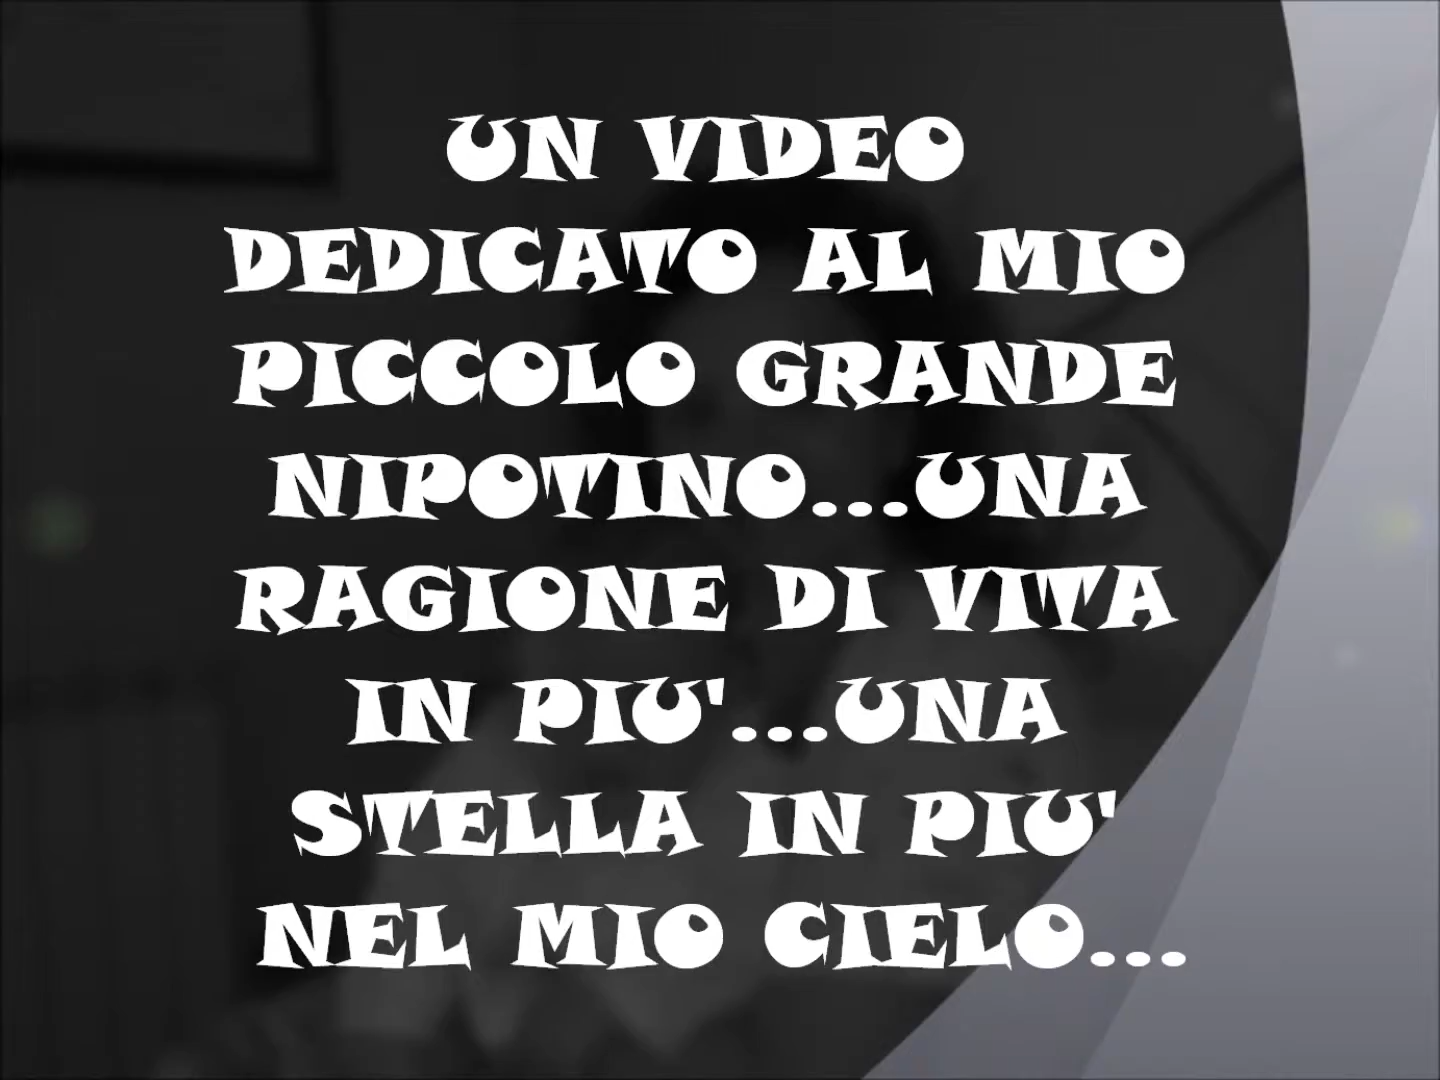 UN VIDEO
DEDICATO AL MIO
PICCOLO GRANDE
NIPOTINO...UNA
RAGIONE DI VITA
IN PIU'...UNA
STELLA IN PIU'
NEL MIO CIELO...